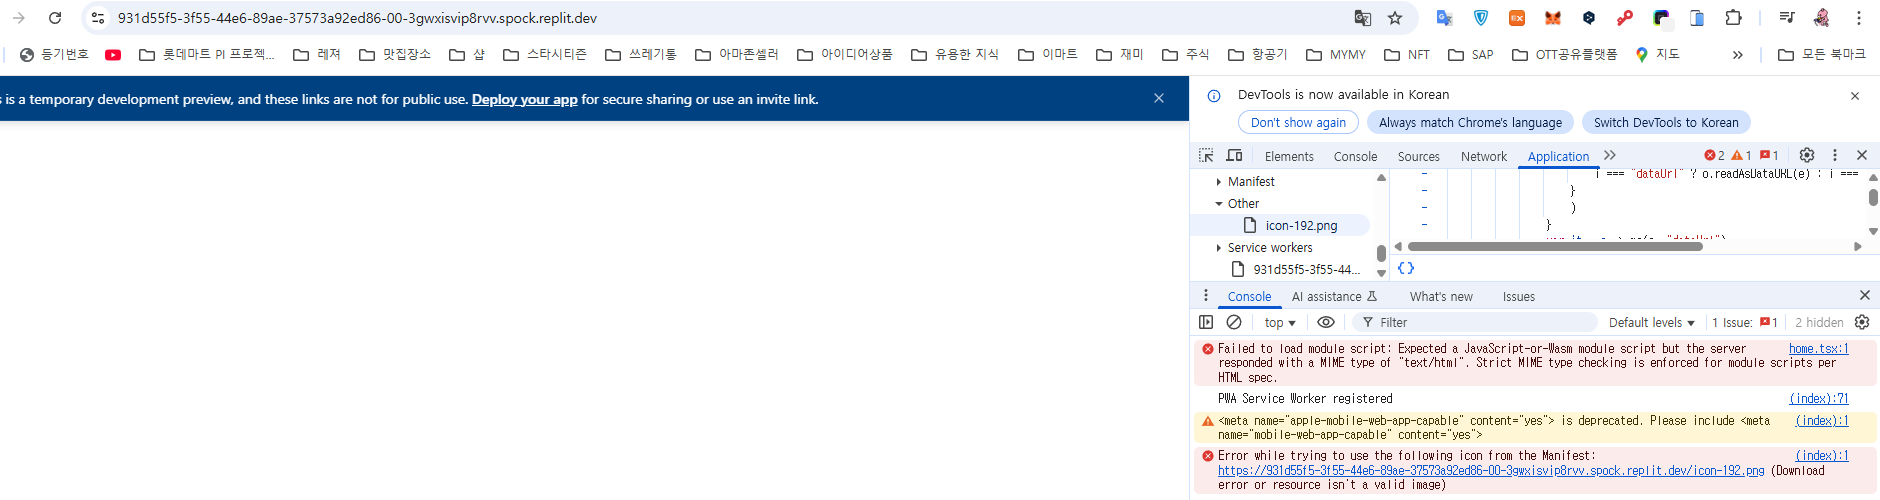 931d55f5-3f55-44e6-89ae-37573a92ed86-00-3gwxisvip8rvv.spock.replit.dev
등기번호 롯데마트 PI 프로젝... 레져 맛집장소 샵 스타시티즌 쓰레기통 아마존셀러 아이디어상품 유용한 지식 이마트 재미 주식 항공기 MYMY NFT SAP OTT공유플랫폼 지도 » 모든 북마크
s is a temporary development preview, and these links are not for public use. Deploy your app for secure sharing or use an invite link.
DevTools is now available in Korean
Don't show again Always match Chrome's language Switch DevTools to Korean
Elements Console Sources Network Application 2 1 1
Manifest
Other
icon-192.png
Service workers
931d55f5-3f55-44...
- i === "dataUrl" ? o.readAsDataURL(e) : i ===
- }
- )
- }
{}
Console AI assistance What's new Issues
top Filter Default levels 1 Issue: 1 2 hidden
Failed to load module script: Expected a JavaScript-or-Wasm module script but the server home.tsx:1
responded with a MIME type of "text/html". Strict MIME type checking is enforced for module scripts per
HTML spec.
PWA Service Worker registered (index):71
<meta name="apple-mobile-web-app-capable" content="yes"> is deprecated. Please include <meta (index):1
name="mobile-web-app-capable" content="yes">
Error while trying to use the following icon from the Manifest: (index):1
https://931d55f5-3f55-44e6-89ae-37573a92ed86-00-3gwxisvip8rvv.spock.replit.dev/icon-192.png (Download
error or resource isn't a valid image)